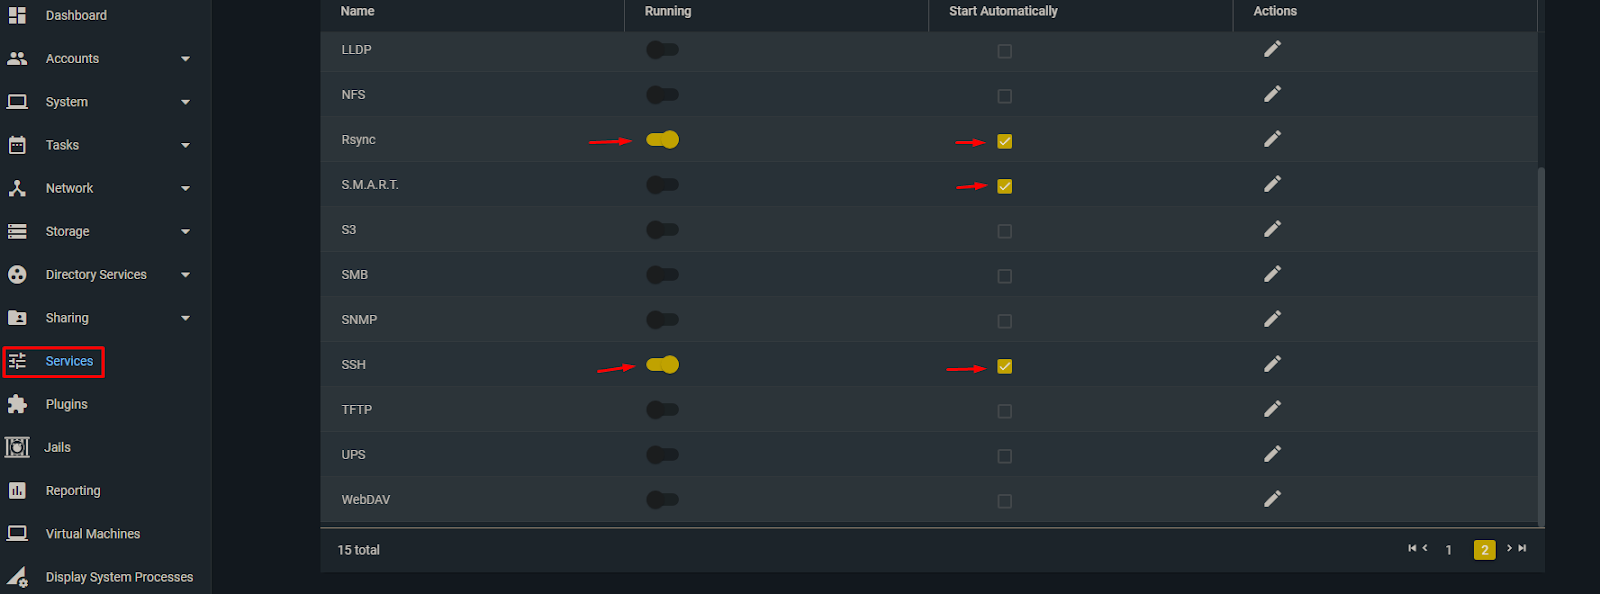 Dashboard
Accounts
System
Tasks
Network
Storage
Directory Services
Sharing
Services
Plugins
Jails
Reporting
Virtual Machines
Display System Processes
Name Running Start Automatically Actions
LLDP
NFS
Rsync
S.M.A.R.T.
S3
SMB
SNMP
SSH
TFTP
UPS
WebDAV
15 total 1 2